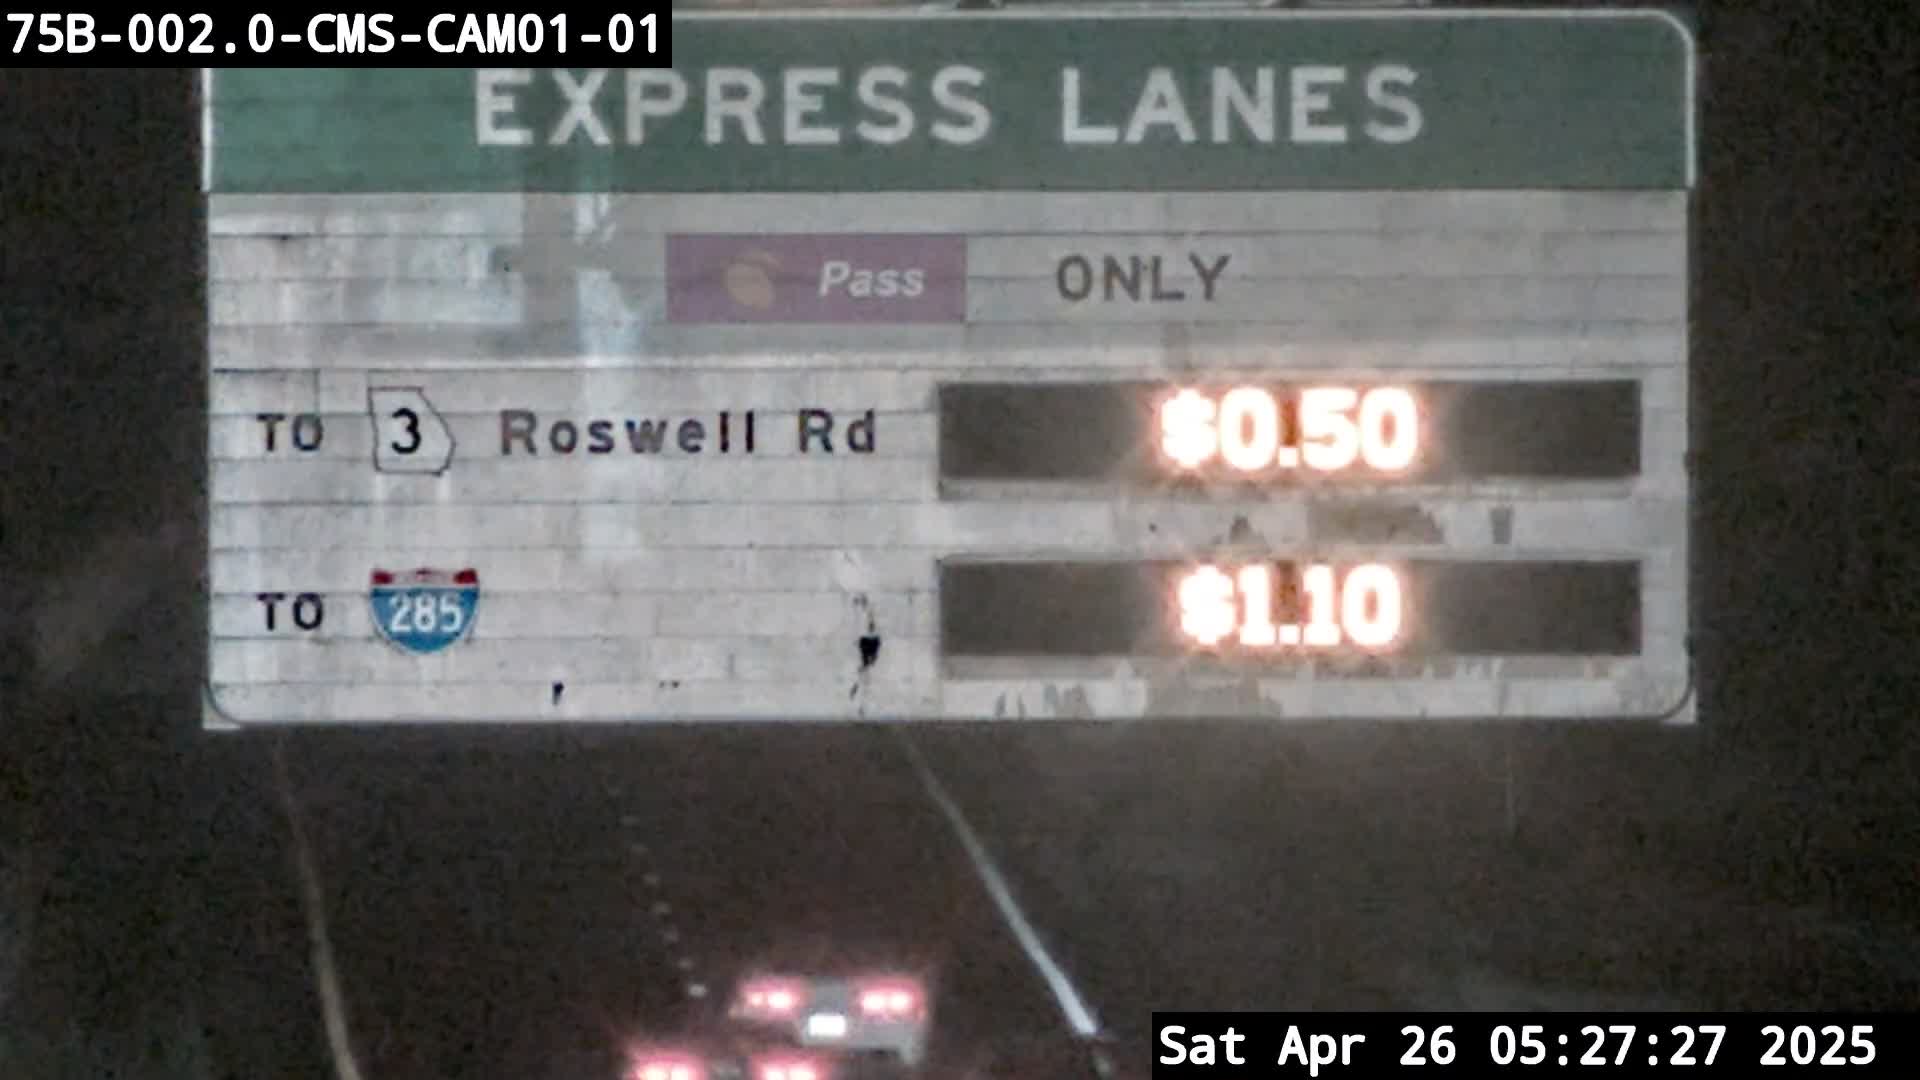 75B-002.0-CMS-CAM01-01
EXPRESS LANES
Pass ONLY
TO 3 Roswell Rd $0.50
TO 285 $1.10
Sat Apr 26 05:27:27 2025